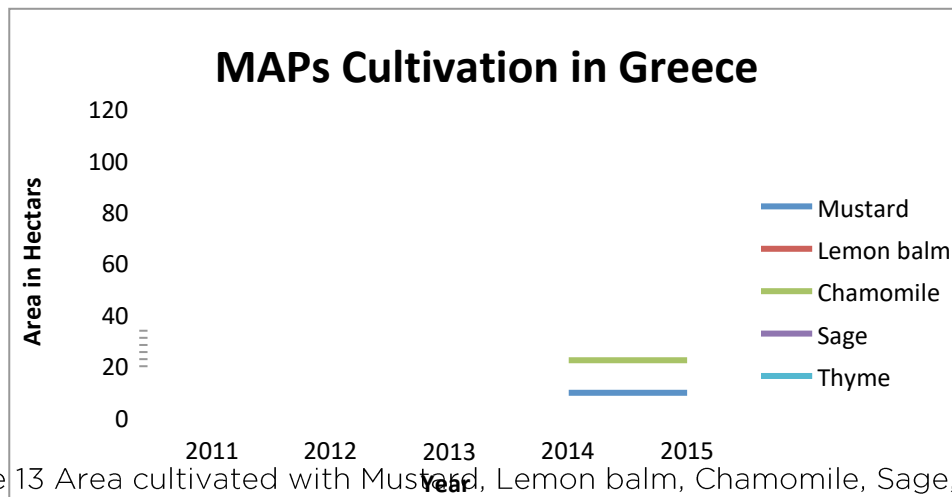 MAPs Cultivation in Greece
120
100
80
60
40
20
0
Area in Hectars
Mustard
Lemon balm
Chamomile
Sage
Thyme
2011 2012 2013 2014 2015
Year
13 Area cultivated with Mustard, Lemon balm, Chamomile, Sage,